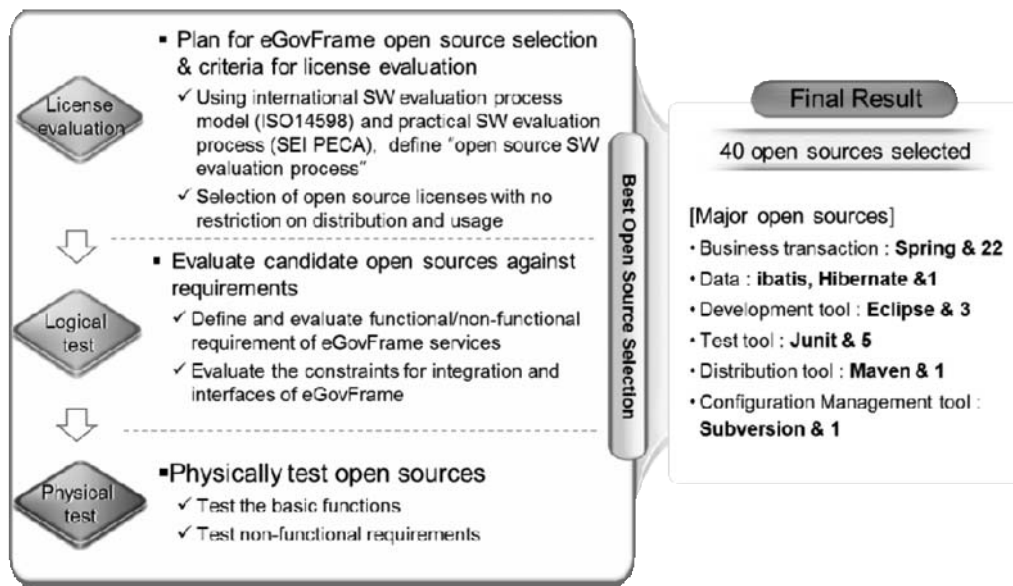 License
evaluation
▪ Plan for eGovFrame open source selection
& criteria for license evaluation
✓ Using international SW evaluation process
model (ISO14598) and practical SW evaluation
process (SEI PECA), define "open source SW
evaluation process"
✓ Selection of open source licenses with no
restriction on distribution and usage
Logical
test
▪ Evaluate candidate open sources against
requirements
✓ Define and evaluate functional/non-functional
requirement of eGovFrame services
✓ Evaluate the constraints for integration and
interfaces of eGovFrame
Physical
test
▪Physically test open sources
✓ Test the basic functions
✓ Test non-functional requirements
Best Open Source Selection
Final Result
40 open sources selected
[Major open sources]
· Business transaction : Spring & 22
· Data : ibatis, Hibernate &1
· Development tool : Eclipse & 3
· Test tool : Junit & 5
· Distribution tool : Maven & 1
· Configuration Management tool :
Subversion & 1